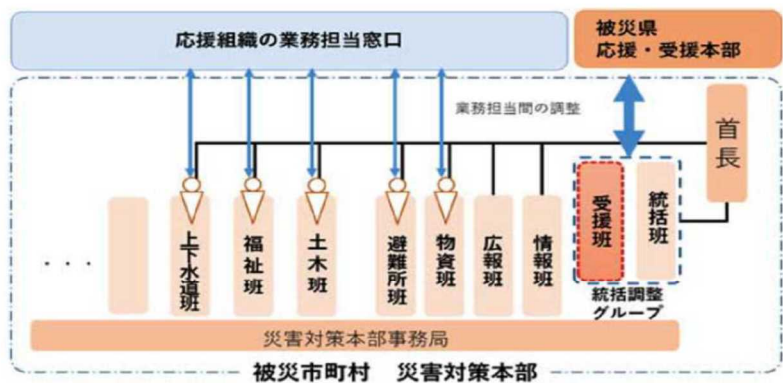 応援組織の業務担当窓口
被災県
応援・受援本部
業務担当間の調整
首長
・・・
上下水道班
福祉班
土木班
避難所班
物資班
広報班
情報班
受援班
統括班
統括調整
グループ
災害対策本部事務局
被災市町村 災害対策本部